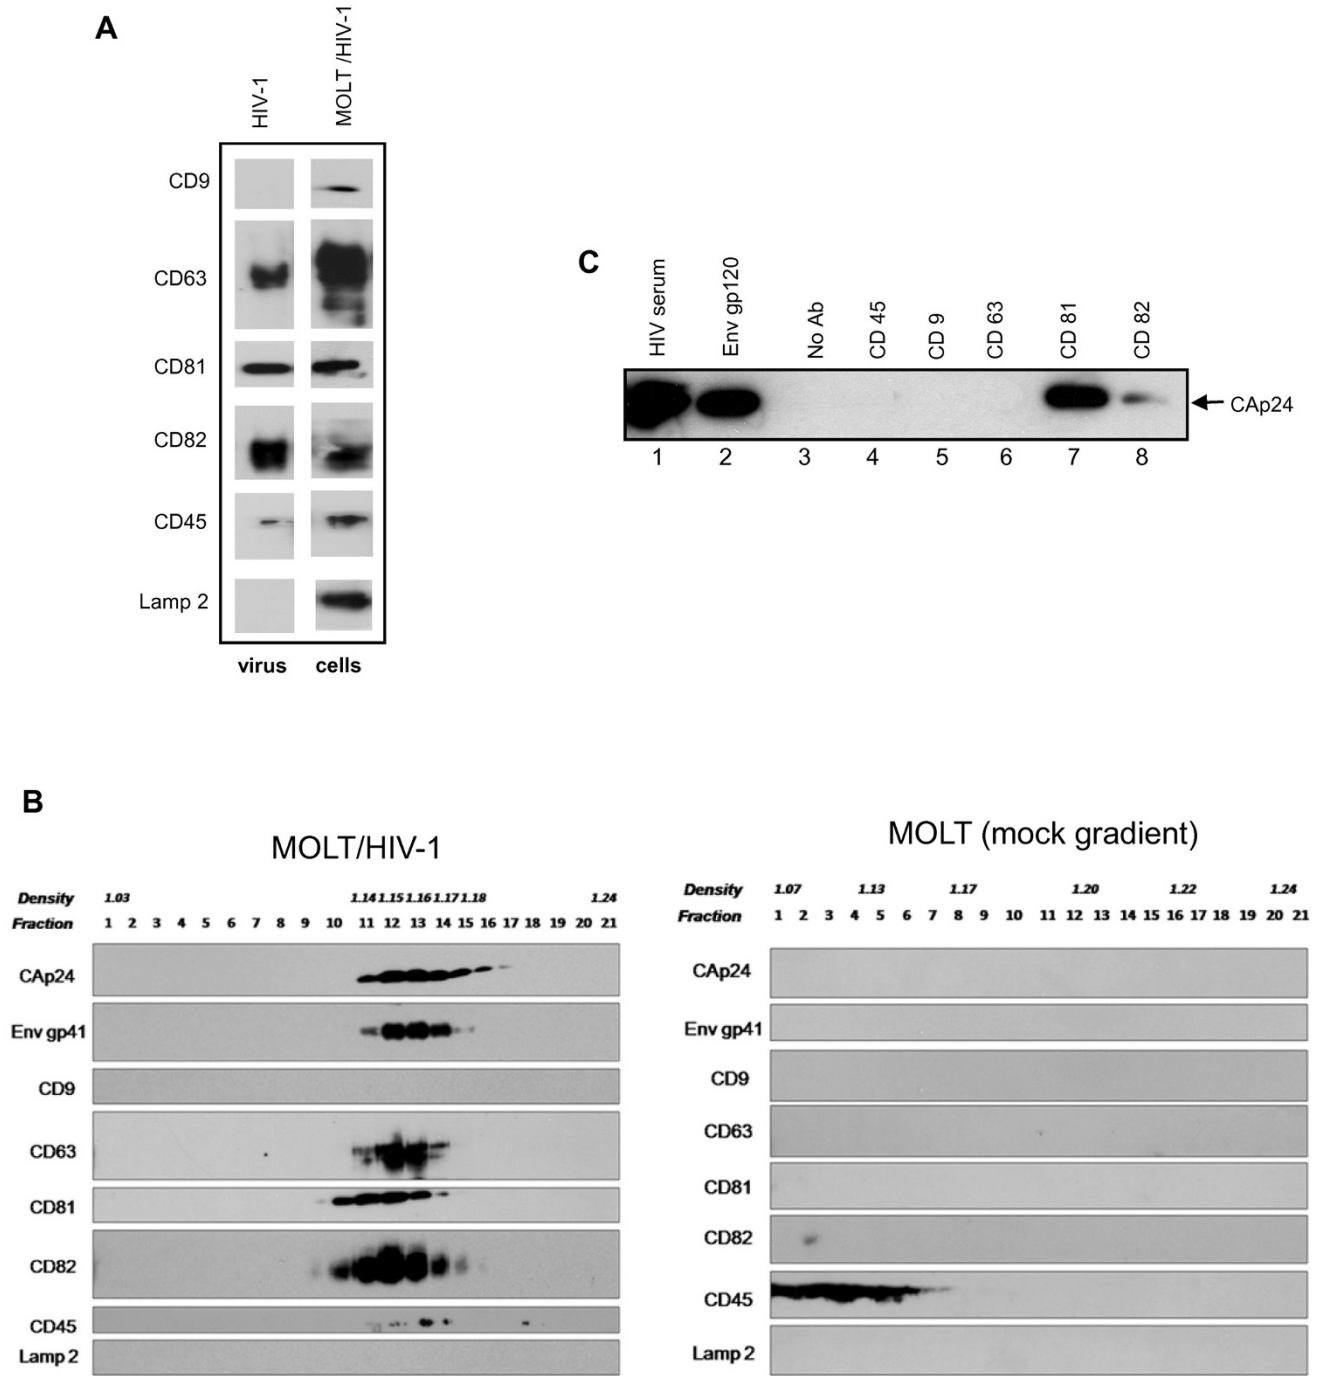 A
HIV-1
MOLT /HIV-1
CD9
CD63
CD81
CD82
CD45
Lamp 2
virus cells
C
HIV serum
Env gp120
No Ab
CD 45
CD 9
CD 63
CD 81
CD 82
CAp24
1 2 3 4 5 6 7 8
B
MOLT/HIV-1
Density 1.03 1.14 1.15 1.16 1.17 1.18 1.24
Fraction 1 2 3 4 5 6 7 8 9 10 11 12 13 14 15 16 17 18 19 20 21
CAp24
Env gp41
CD9
CD63
CD81
CD82
CD45
Lamp 2
MOLT (mock gradient)
Density 1.07 1.13 1.17 1.20 1.22 1.24
Fraction 1 2 3 4 5 6 7 8 9 10 11 12 13 14 15 16 17 18 19 20 21
CAp24
Env gp41
CD9
CD63
CD81
CD82
CD45
Lamp 2